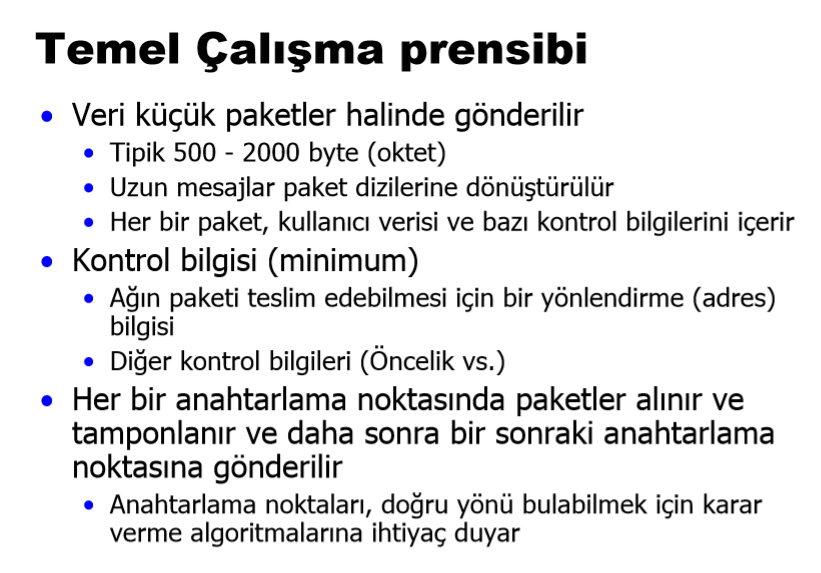 Temel Çalışma prensibi
• Veri küçük paketler halinde gönderilir
• Tipik 500 - 2000 byte (oktet)
• Uzun mesajlar paket dizilerine dönüştürülür
• Her bir paket, kullanıcı verisi ve bazı kontrol bilgilerini içerir
• Kontrol bilgisi (minimum)
• Ağın paketi teslim edebilmesi için bir yönlendirme (adres)
bilgisi
• Diğer kontrol bilgileri (Öncelik vs.)
• Her bir anahtarlama noktasında paketler alınır ve
tamponlanır ve daha sonra bir sonraki anahtarlama
noktasına gönderilir
• Anahtarlama noktaları, doğru yönü bulabilmek için karar
verme algoritmalarına ihtiyaç duyar